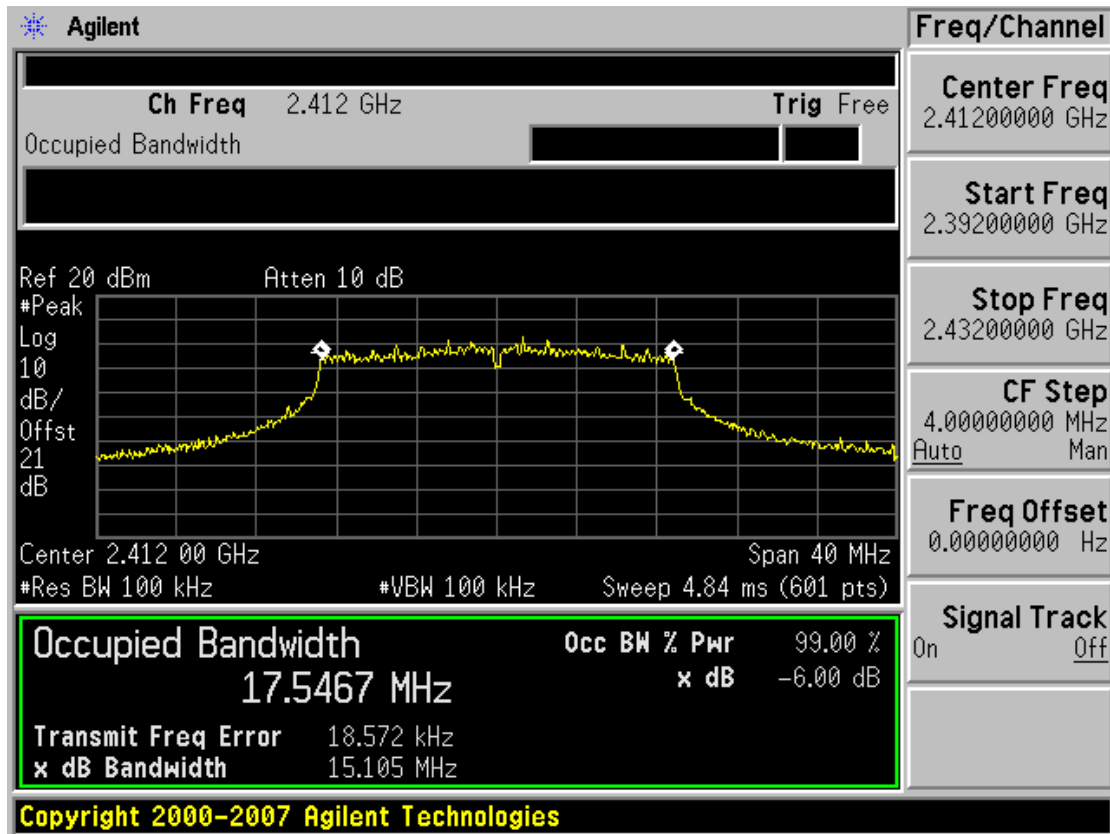 Agilent
Ch Freq 2.412 GHz Trig Free
Occupied Bandwidth
Ref 20 dBm Atten 10 dB
#Peak
Log
10
dB/
Offst
21
dB
Center 2.412 00 GHz Span 40 MHz
#Res BW 100 kHz #VBW 100 kHz Sweep 4.84 ms (601 pts)
Occupied Bandwidth Occ BW % Pwr 99.00 %
17.5467 MHz x dB -6.00 dB
Transmit Freq Error 18.572 kHz
x dB Bandwidth 15.105 MHz
Copyright 2000-2007 Agilent Technologies
Freq/Channel
Center Freq
2.41200000 GHz
Start Freq
2.39200000 GHz
Stop Freq
2.43200000 GHz
CF Step
4.00000000 MHz
Auto Man
Freq Offset
0.00000000 Hz
Signal Track
On Off